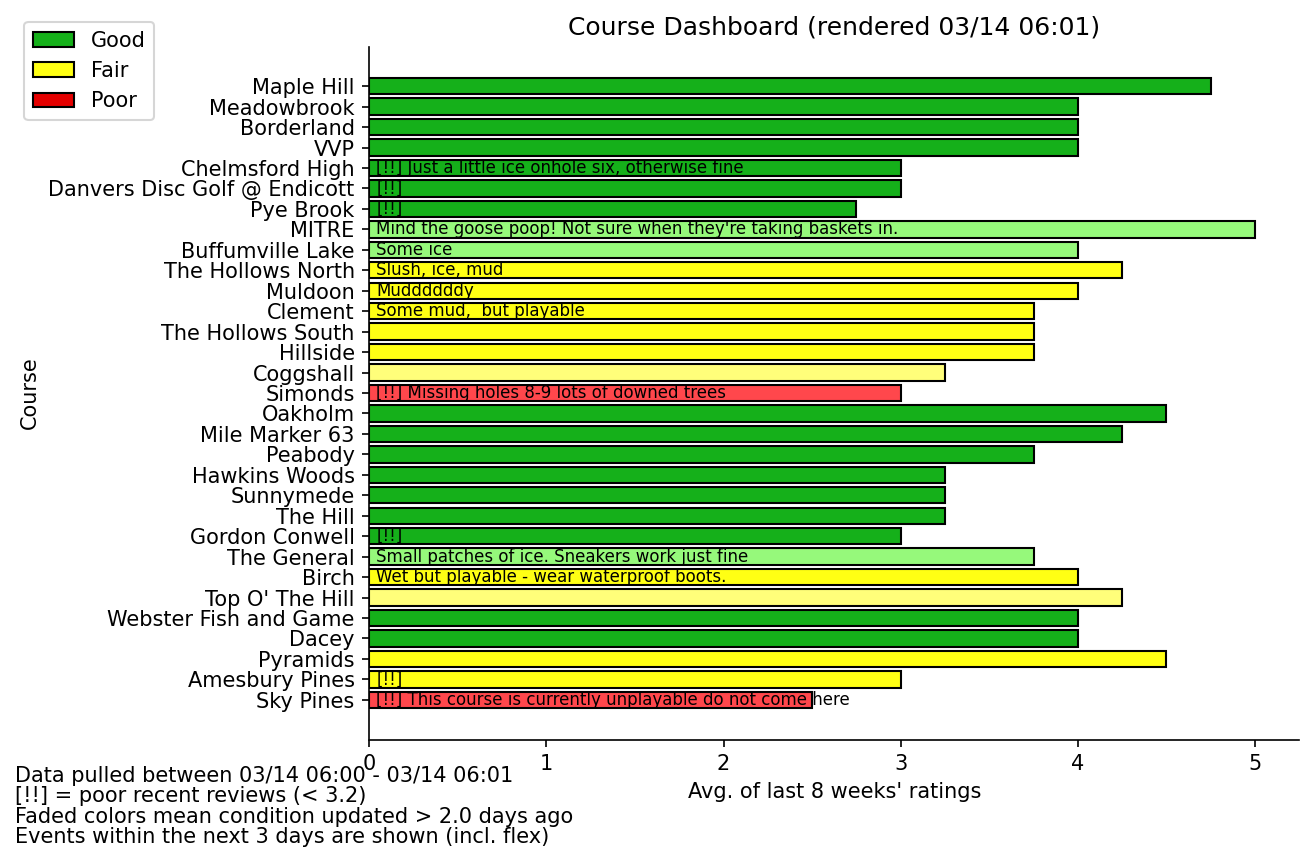 Course Dashboard (rendered 03/14 06:01)
Good
Fair
Poor
Course
Maple Hill
Meadowbrook
Borderland
VVP
Chelmsford High [!!] Just a little ice onhole six, otherwise fine
Danvers Disc Golf @ Endicott [!!]
Pye Brook [!!]
MITRE Mind the goose poop! Not sure when they're taking baskets in.
Buffumville Lake Some ice
The Hollows North Slush, ice, mud
Muldoon Muddddddy
Clement Some mud,  but playable
The Hollows South
Hillside
Coggshall
Simonds [!!] Missing holes 8-9 lots of downed trees
Oakholm
Mile Marker 63
Peabody
Hawkins Woods
Sunnymede
The Hill
Gordon Conwell [!!]
The General Small patches of ice. Sneakers work just fine
Birch Wet but playable - wear waterproof boots.
Top O' The Hill
Webster Fish and Game
Dacey
Pyramids
Amesbury Pines [!!]
Sky Pines [!!] This course is currently unplayable do not come here
0 1 2 3 4 5
Avg. of last 8 weeks' ratings
Data pulled between 03/14 06:00 - 03/14 06:01
[!!] = poor recent reviews (< 3.2)
Faded colors mean condition updated > 2.0 days ago
Events within the next 3 days are shown (incl. flex)